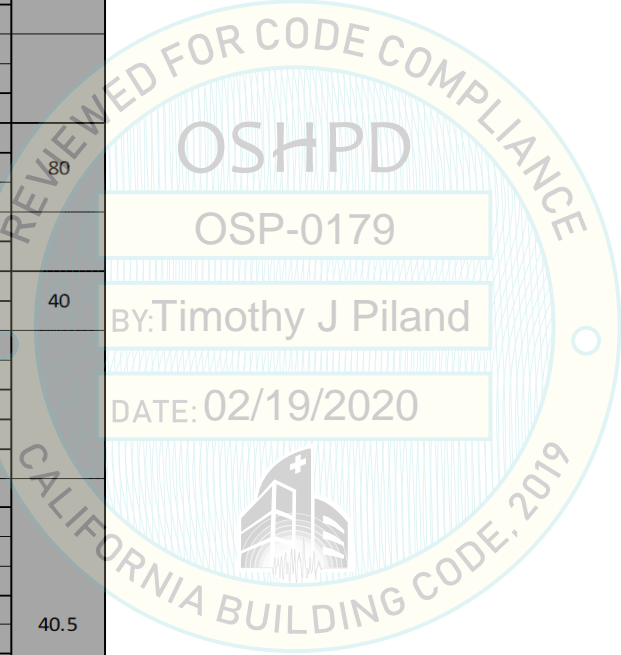 REVIEWED FOR CODE COMPLIANCE
OSHPD
80
OSP-0179
40
BY:Timothy J Piland
DATE: 02/19/2020
CALIFORNIA BUILDING CODE, 2019
40.5